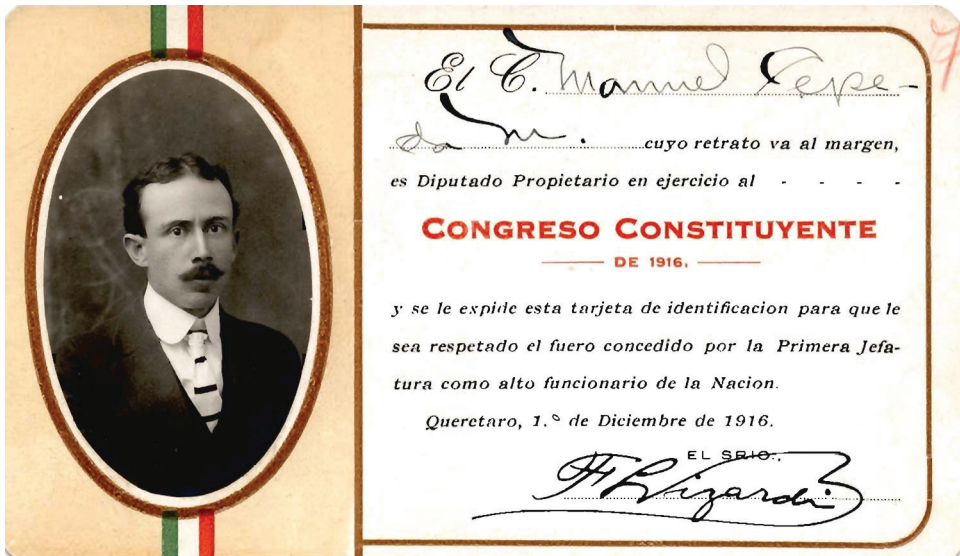 El C. Manuel Cepe-
da M. cuyo retrato va al margen,
es Diputado Propietario en ejercicio al - - - -
CONGRESO CONSTITUYENTE
DE 1916.
y se le expide esta tarjeta de identificacion para que le
sea respetado el fuero concedido por la Primera Jefa-
tura como alto funcionario de la Nacion.
Queretaro, 1.º de Diciembre de 1916.
EL SRIO.,
F Lizardi